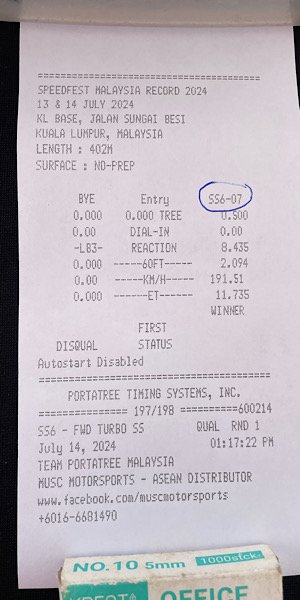 ====================================
SPEEDFEST MALAYSIA RECORD 2024
13 & 14 JULY 2024
KL BASE, JALAN SUNGAI BESI
KUALA LUMPUR, MALAYSIA
LENGTH : 402M
SURFACE : NO-PREP
BYE Entry SS6-07
0.000 0.000 TREE 0.500
0.00 DIAL-IN 0.00
-LB3- REACTION 8.435
0.000 -----60FT----- 2.094
0.00 -----KM/H----- 191.51
0.000 ------ET------ 11.735
WINNER
FIRST
DISQUAL STATUS
Autostart Disabled
====================================
PORTATREE TIMING SYSTEMS, INC.
============== 197/198 ==========600214
SS6 - FWD TURBO SS QUAL RND 1
July 14, 2024 01:17:22 PM
TEAM PORTATREE MALAYSIA
MUSC MOTORSPORTS - ASEAN DISTRIBUTOR
www.facebook.com/muscmotorsports
+6016-6681490
NO.10 5mm 1000stck.
OFFICE